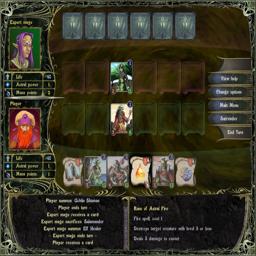 Expert mage
Life
Astral power
Mana points
Player
Life
Astral power
Mana points
View help
Change options
Main Menu
Surrender
End Turn
Player summons Goblin Shaman
- Player ends turn -
Expert mage receives a card
Expert mage sacrifices Salamander
Expert mage summons Elf Healer
- Expert mage ends turn -
Player receives a card
Rain of Astral Fire
Fire spell, cost 1
Destroys target creature with level 3 or less
Deals 3 damage to caster